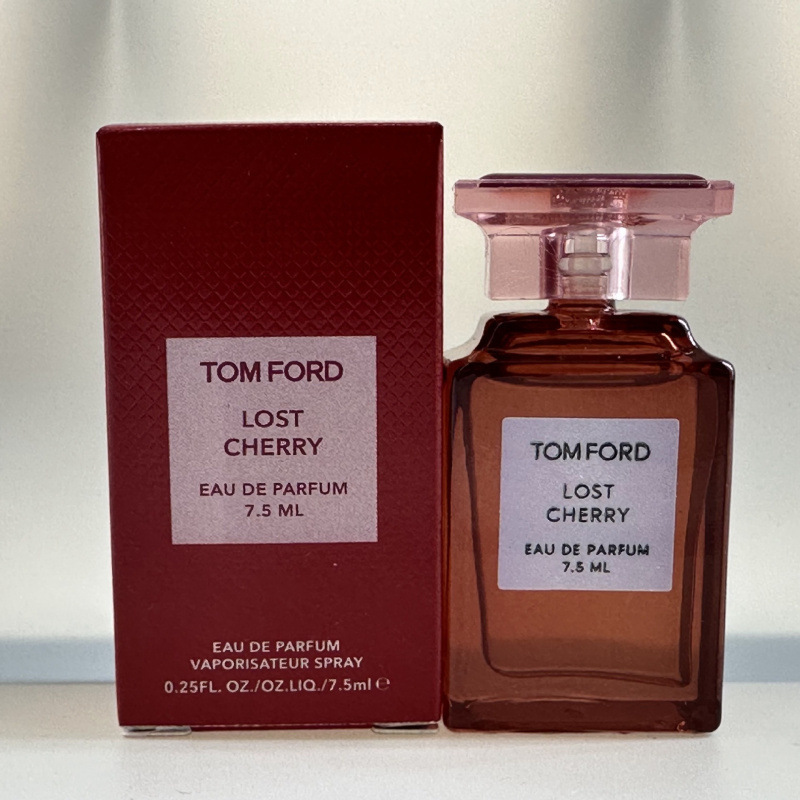 TOM FORD
LOST
CHERRY
EAU DE PARFUM
7.5 ML
EAU DE PARFUM
VAPORISATEUR SPRAY
0.25FL. OZ./OZ.LIQ./7.5ml ℮
TOM FORD
LOST
CHERRY
EAU DE PARFUM
7.5 ML